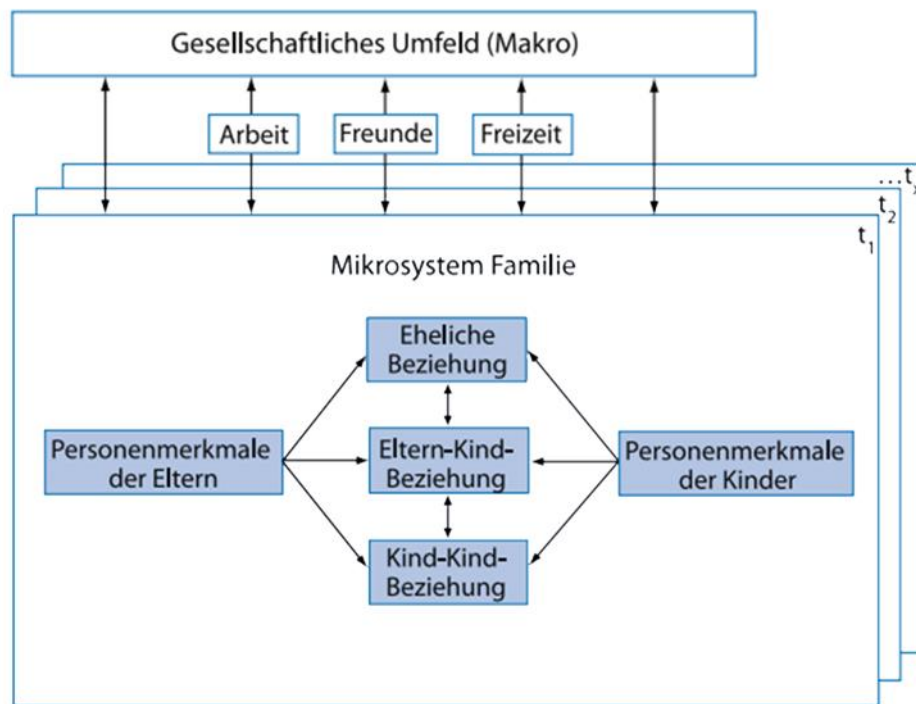 Gesellschaftliches Umfeld (Makro)
Arbeit
Freunde
Freizeit
...tx
t2
t1
Mikrosystem Familie
Eheliche
Beziehung
Personenmerkmale
der Eltern
Eltern-Kind-
Beziehung
Personenmerkmale
der Kinder
Kind-Kind-
Beziehung